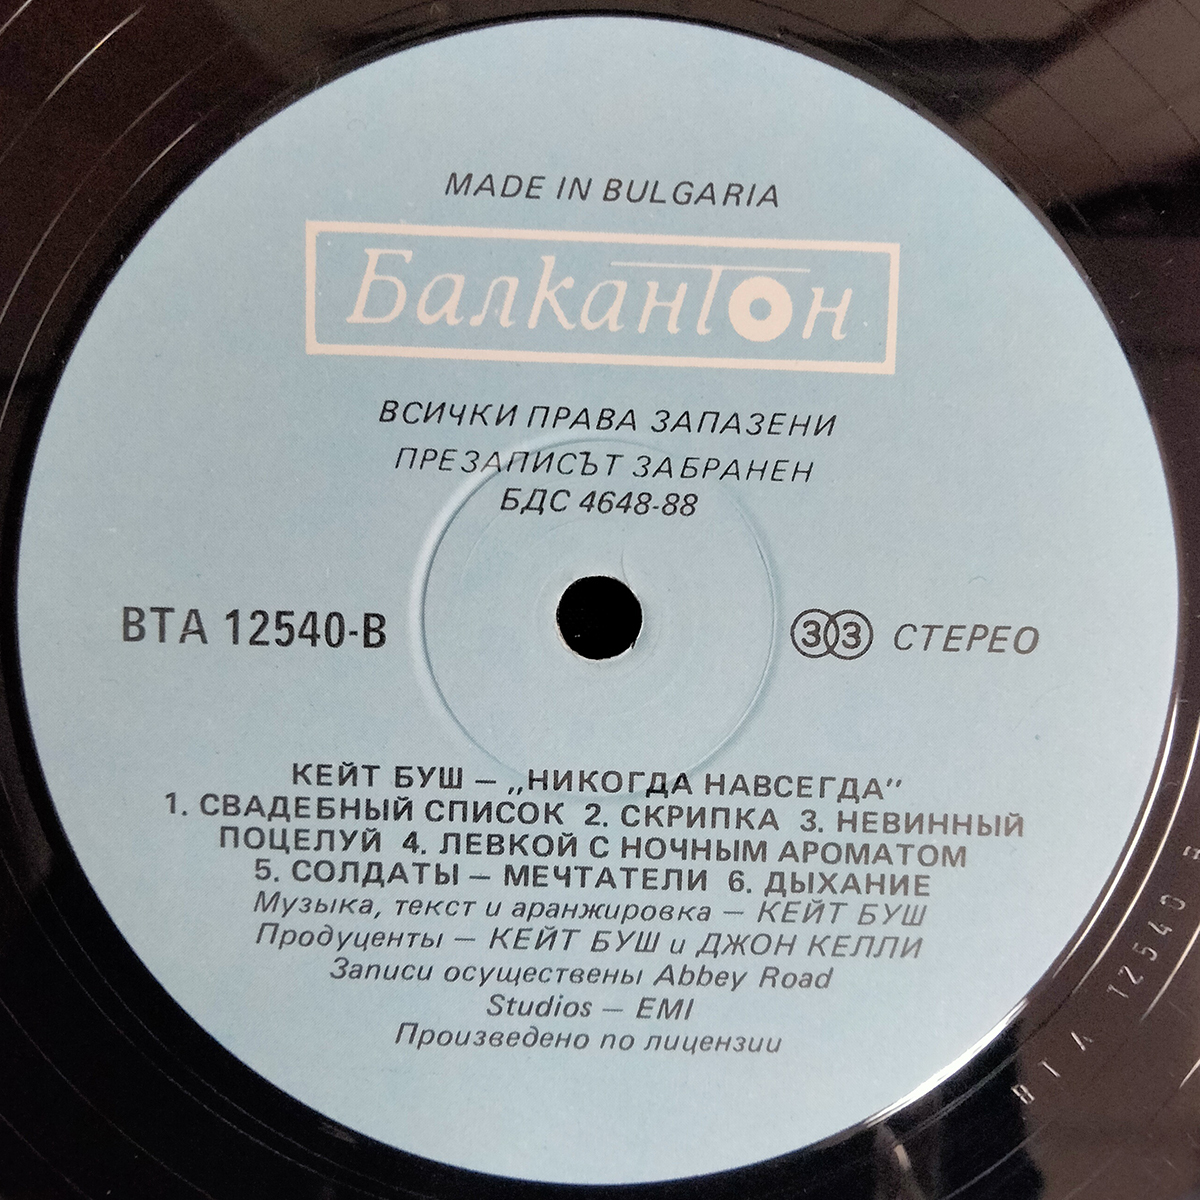 MADE IN BULGARIA
Балкантон
ВСИЧКИ ПРАВА ЗАПАЗЕНИ
ПРЕЗАПИСЪТ ЗАБРАНЕН
БДС 4648-88
ВТА 12540-В
33 СТЕРЕО
КЕЙТ БУШ — „НИКОГДА НАВСЕГДА”
1. СВАДЕБНЫЙ СПИСОК 2. СКРИПКА 3. НЕВИННЫЙ
ПОЦЕЛУЙ 4. ЛЕВКОЙ С НОЧНЫМ АРОМАТОМ
5. СОЛДАТЫ — МЕЧТАТЕЛИ 6. ДЫХАНИЕ
Музыка, текст и аранжировка — КЕЙТ БУШ
Продуценты — КЕЙТ БУШ и ДЖОН КЕЛЛИ
Записи осуществены Abbey Road
Studios — EMI
Произведено по лицензии
ВТА 12540